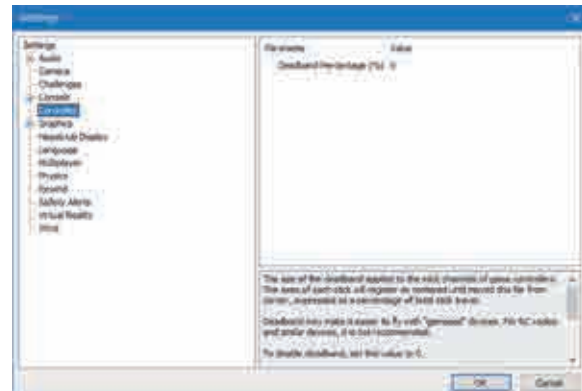 Settings
Settings
Audio
Camera
Challenges
Console
Controller
Graphics
Heads-Up Display
Language
Multiplayer
Physics
Record
Safety Alerts
Virtual Reality
Wind
Parameter Value
Deadband Percentage (%) 0
The size of the deadband applied to the stick channels of game controllers.
The axes of each stick will register as centered until moved this far from
center, expressed as a percentage of total stick travel.
Deadband may make it easier to fly with "gamepad" devices. For RC radios
and similar devices, it is not recommended.
To disable deadband, set this value to 0.
OK Cancel